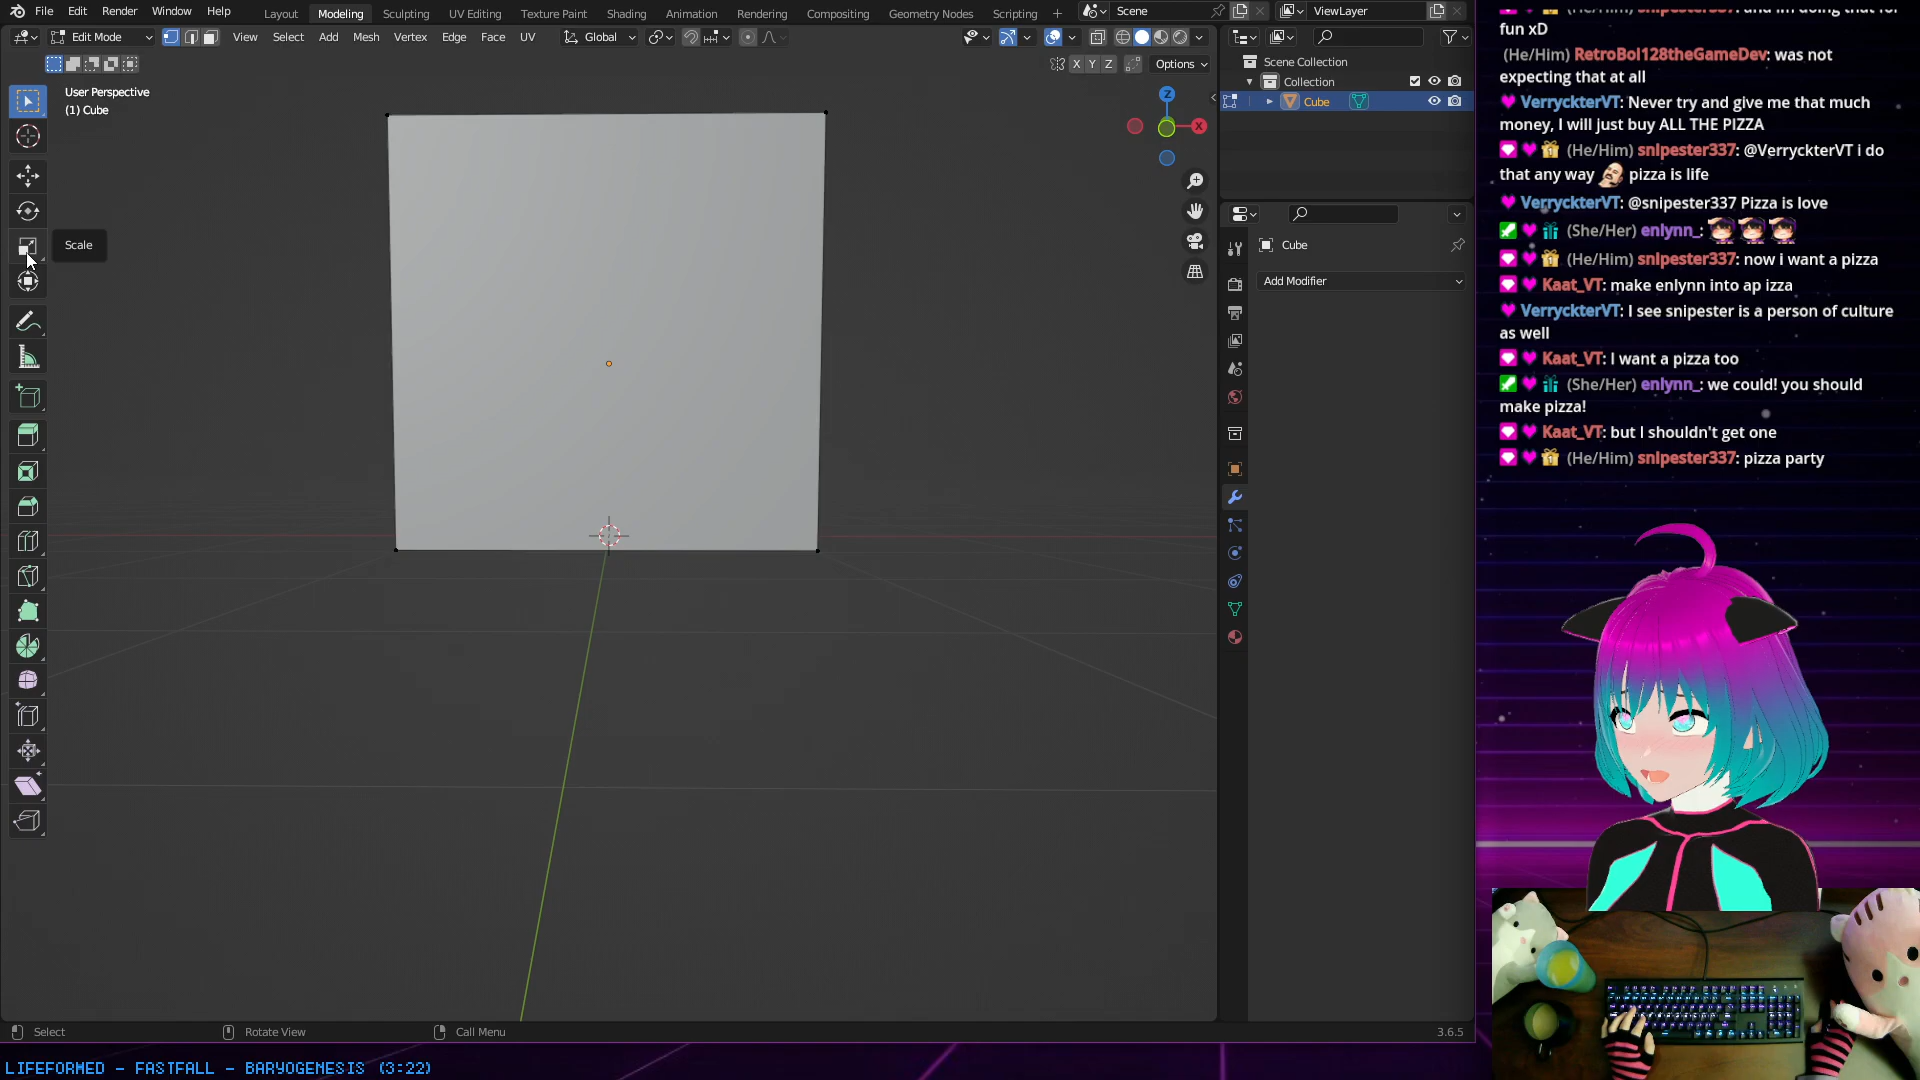 File Edit Render Window Help Layout Modeling Sculpting UV Editing Texture Paint Shading Animation Rendering Compositing Geometry Nodes Scripting + Scene ViewLayer
Edit Mode View Select Add Mesh Vertex Edge Face UV Global
X Y Z Options
User Perspective
(1) Cube
Scale
Z
X
Scene Collection
Collection
Cube
Cube
Add Modifier
Select Rotate View Call Menu 3.6.5
LIFEFORMED - FASTFALL - BARYOGENESIS (3:22)
fun xD
(He/Him) RetroBol128theGameDev: was not
expecting that at all
VerryckterVT: Never try and give me that much
money, I will just buy ALL THE PIZZA
(He/Him) snlpester337: @VerryckterVT i do
that any way pizza is life
VerryckterVT: @snipester337 Pizza is love
(She/Her) enlynn_:
(He/Him) snlpester337: now i want a pizza
Kaat_VT: make enlynn into ap izza
VerryckterVT: I see snipester is a person of culture
as well
Kaat_VT: I want a pizza too
(She/Her) enlynn_: we could! you should
make pizza!
Kaat_VT: but I shouldn't get one
(He/Him) snlpester337: pizza party